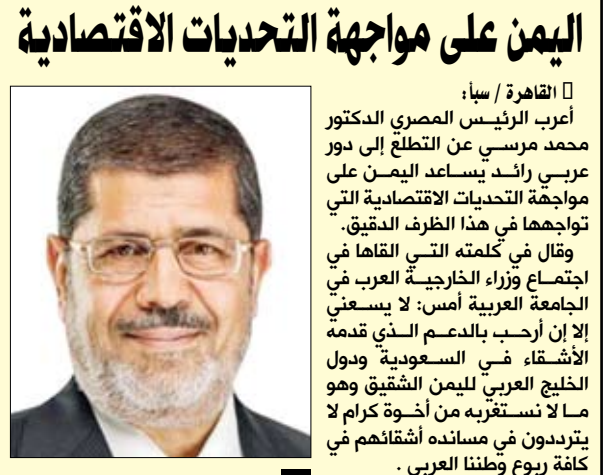 اليمن على مواجهة التحديات الاقتصادية
القاهرة / سبأ:
أعرب الرئيس المصري الدكتور
محمد مرسي عن التطلع إلى دور
عربي رائد يساعد اليمن على
مواجهة التحديات الاقتصادية التي
تواجهها في هذا الظرف الدقيق.
وقال في كلمته التي القاها في
اجتماع وزراء الخارجية العرب في
الجامعة العربية أمس: لا يسعني
إلا إن أرحب بالدعم الذي قدمه
الأشقاء في السعودية ودول
الخليج العربي لليمن الشقيق وهو
ما لا نستغربه من أخوة كرام لا
يترددون في مسانده أشقائهم في
كافة ربوع وطننا العربي .